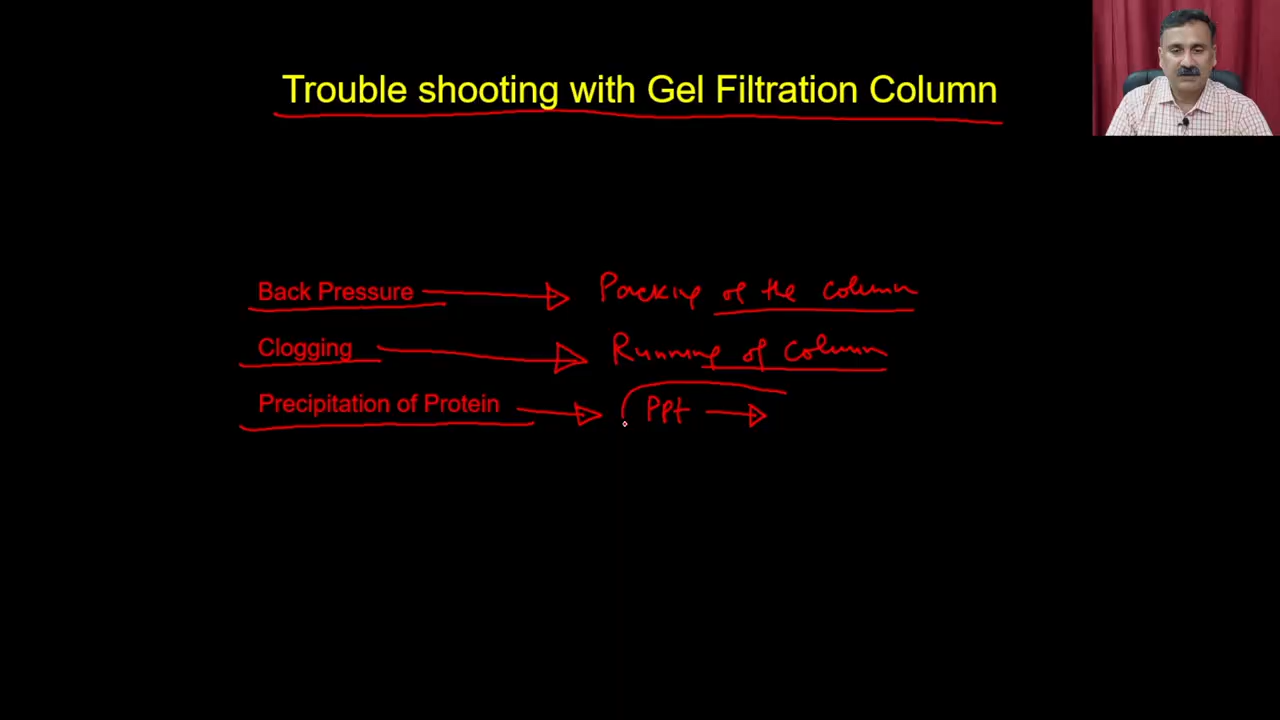 Trouble shooting with Gel Filtration Column
Back Pressure Packing of the column
Clogging Running of column
Precipitation of Protein Ppt